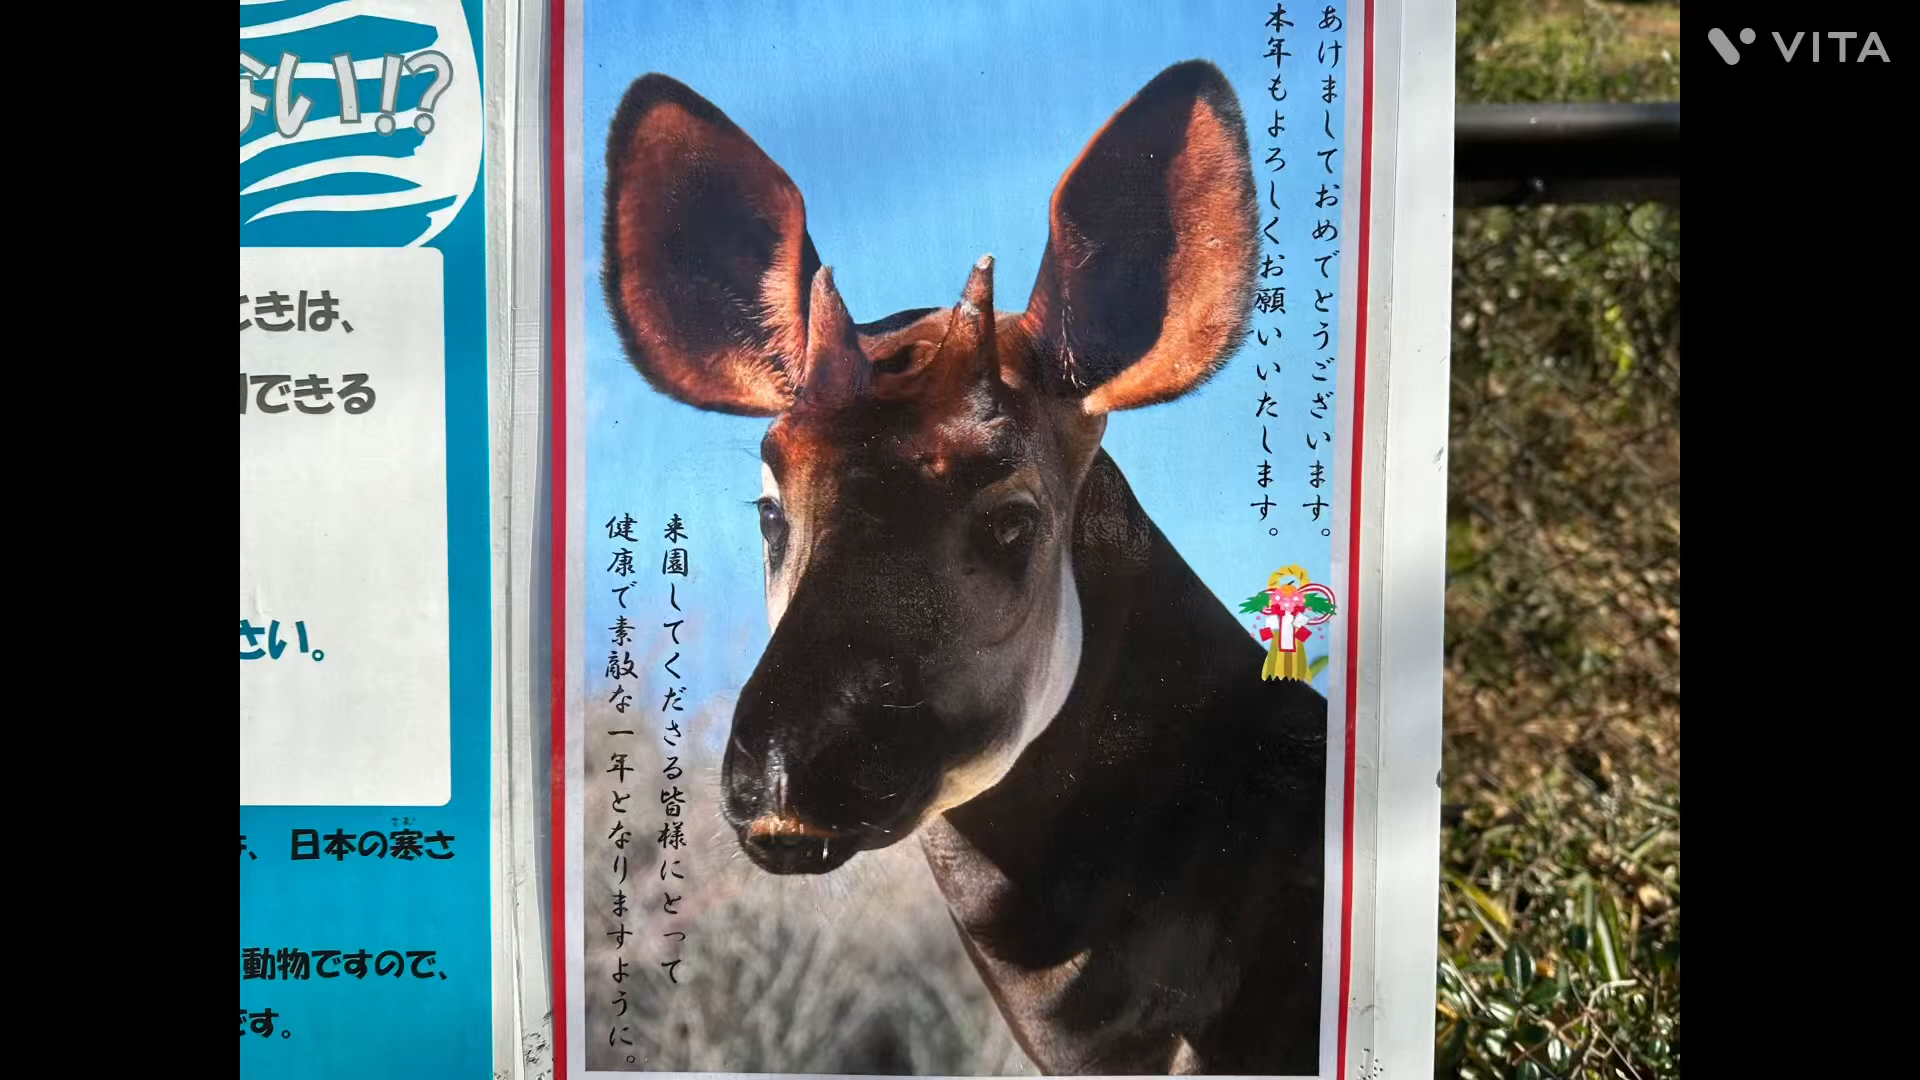 ない!?
ときは、
できる
さい。
、日本の寒さ
さむ
動物ですので、
です。
あけましておめでとうございます。
本年もよろしくお願いいたします。
来園してくださる皆様にとって
健康で素敵な一年となりますように。
VITA